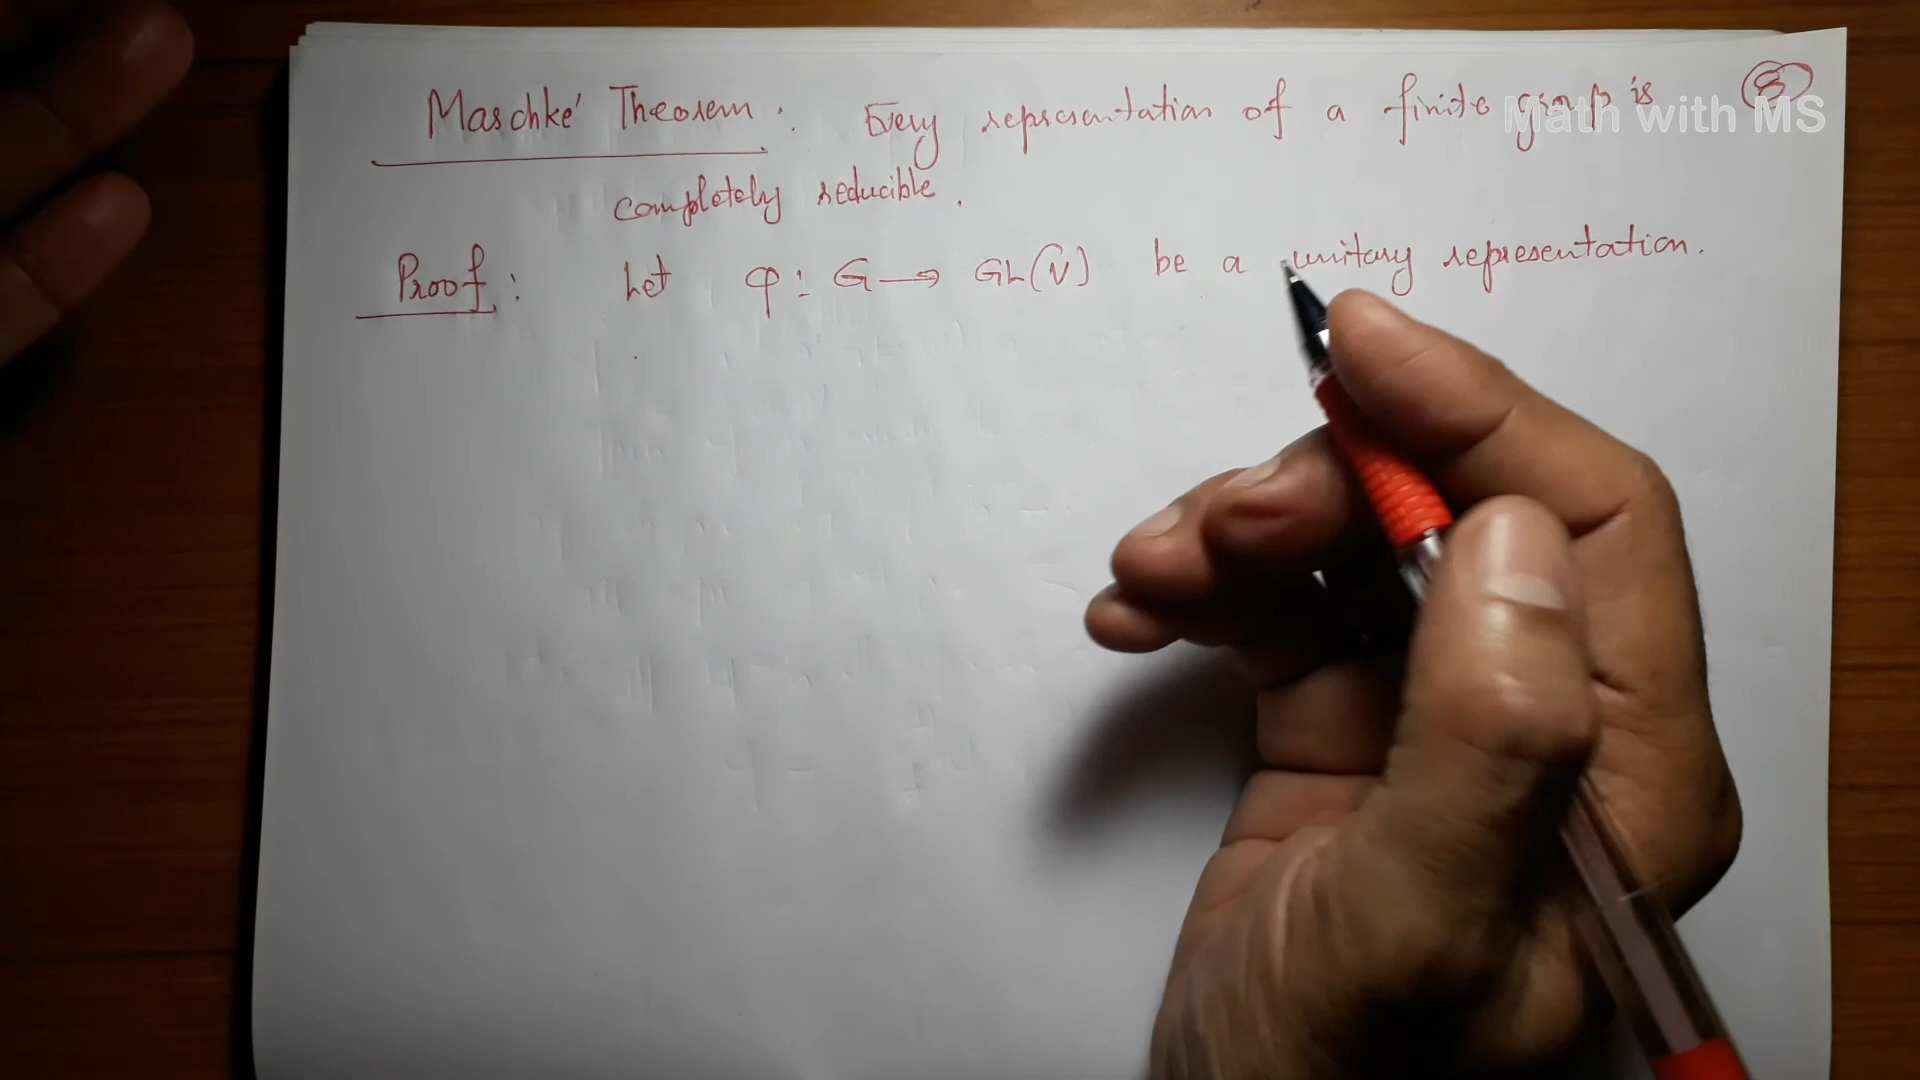 Maschke' Theorem : Every representation of a finite group is 8
completely reducible.
Proof : Let φ : G → GL(V) be a unitary representation.
Math with MS